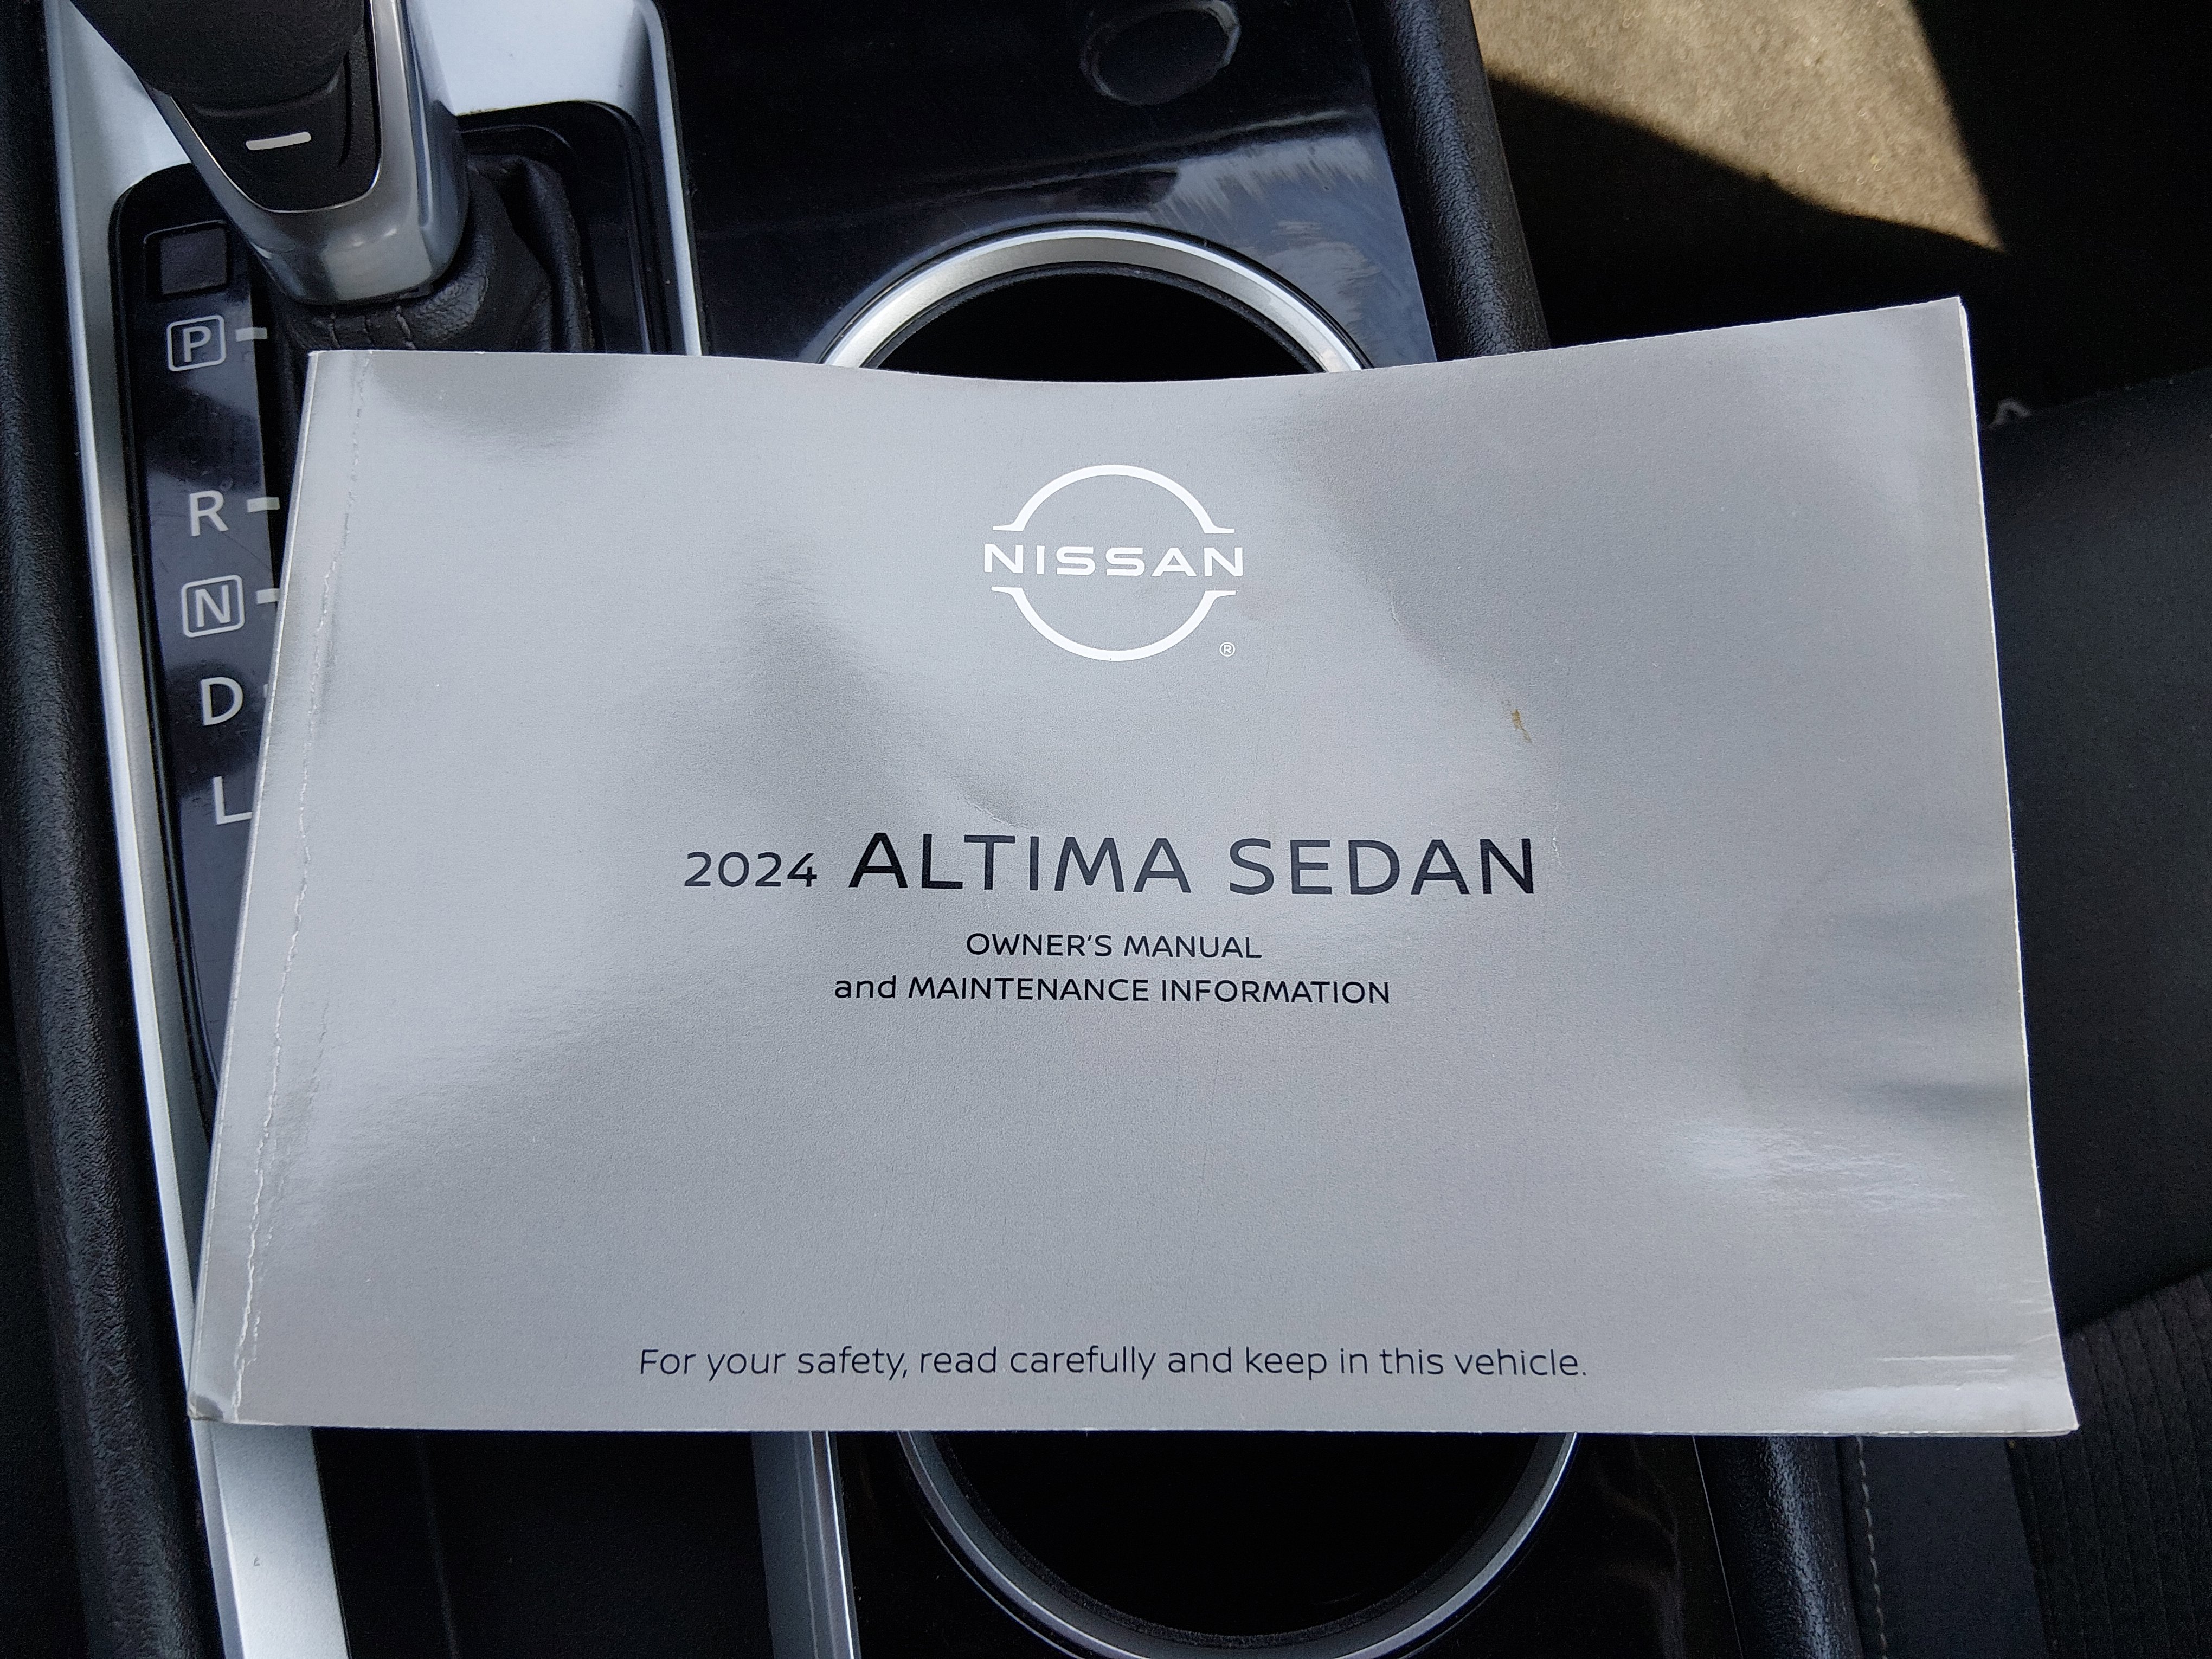 P
R
N
D
L
NISSAN
®
2024 ALTIMA SEDAN
OWNER'S MANUAL
and MAINTENANCE INFORMATION
For your safety, read carefully and keep in this vehicle.